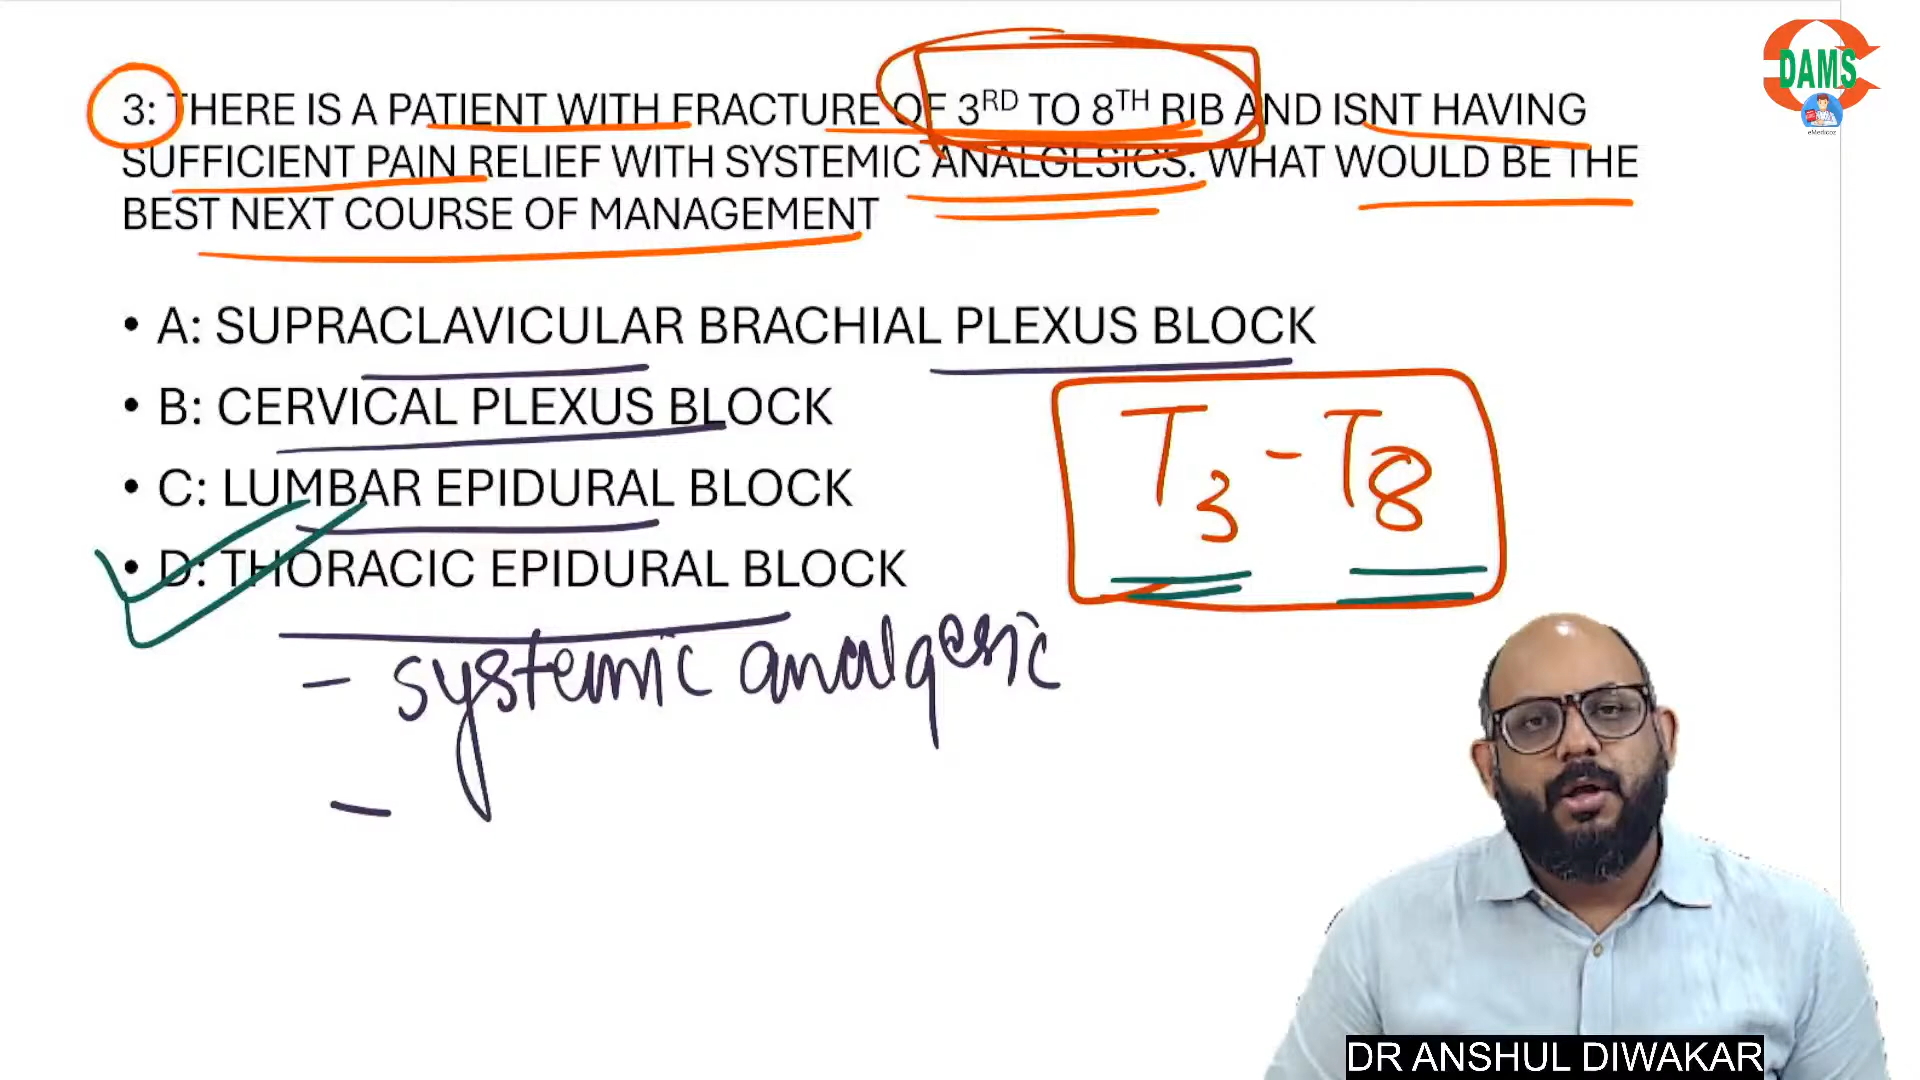 DAMS
eMedicoz
3: THERE IS A PATIENT WITH FRACTURE OF 3RD TO 8TH RIB AND ISNT HAVING
SUFFICIENT PAIN RELIEF WITH SYSTEMIC ANALGESICS. WHAT WOULD BE THE
BEST NEXT COURSE OF MANAGEMENT
• A: SUPRACLAVICULAR BRACHIAL PLEXUS BLOCK
• B: CERVICAL PLEXUS BLOCK
• C: LUMBAR EPIDURAL BLOCK
• D: THORACIC EPIDURAL BLOCK
T3 - T8
- systemic analgesic
-
DR ANSHUL DIWAKAR